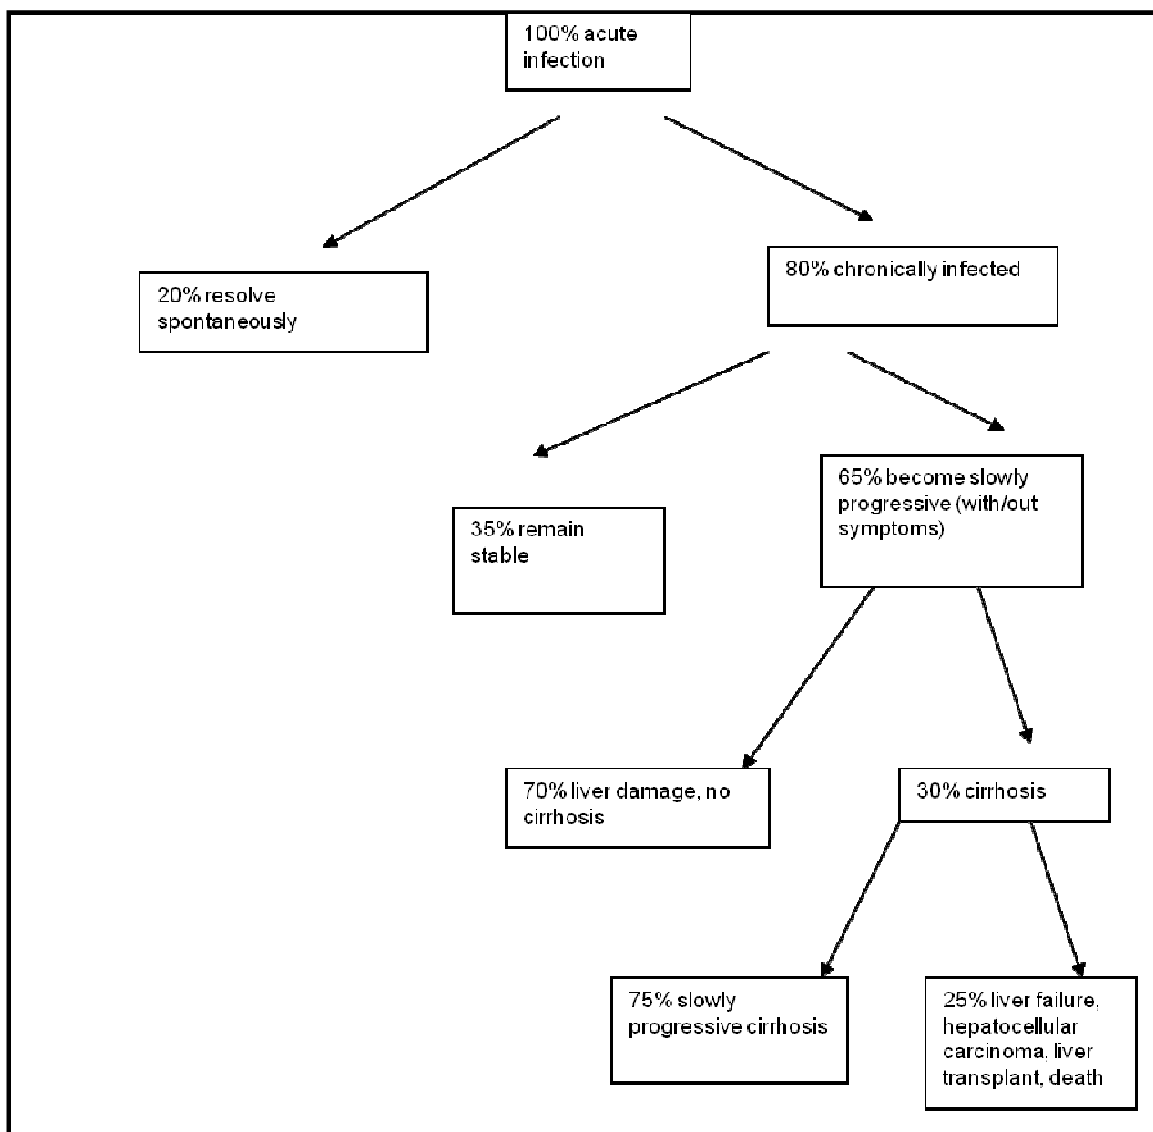 100% acute
infection
20% resolve
spontaneously
80% chronically infected
35% remain
stable
65% become slowly
progressive (with/out
symptoms)
70% liver damage, no
cirrhosis
30% cirrhosis
75% slowly
progressive cirrhosis
25% liver failure,
hepatocellular
carcinoma, liver
transplant, death